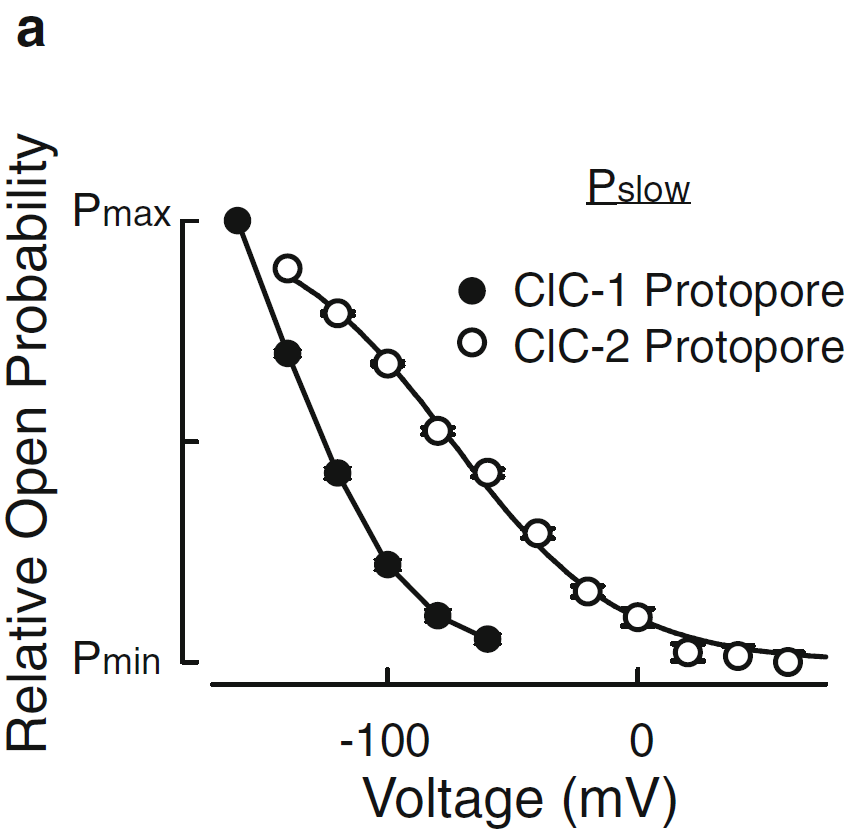 a
Relative Open Probability
Pmax
Pmin
Pslow
ClC-1 Protopore
ClC-2 Protopore
-100
0
Voltage (mV)